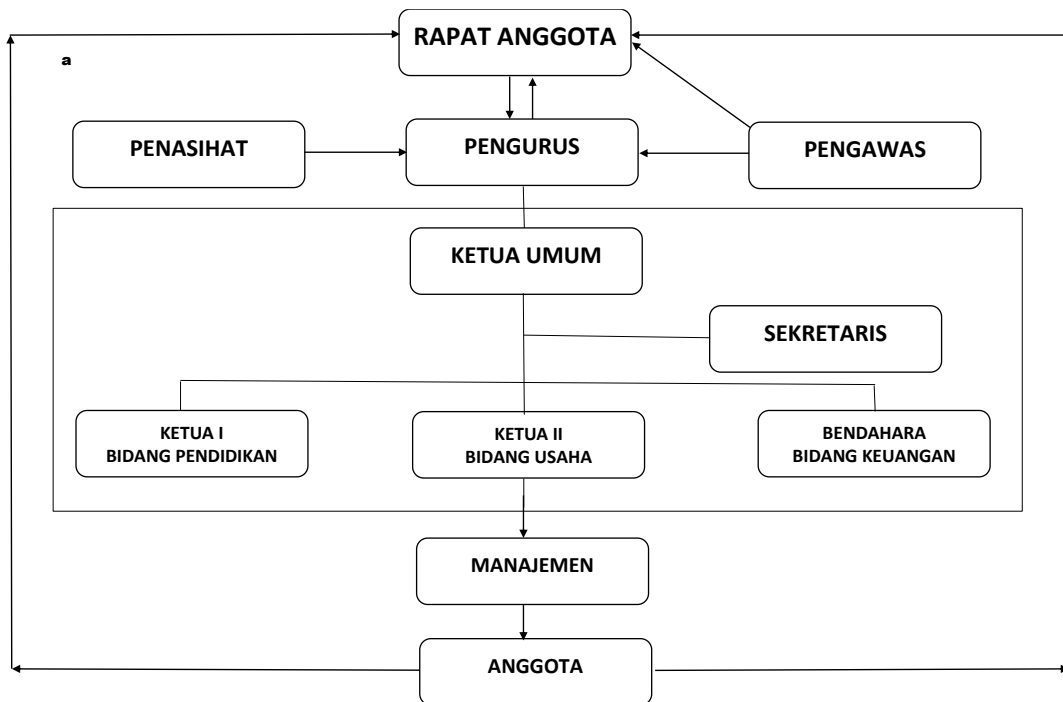 RAPAT ANGGOTA
a
PENASIHAT
PENGURUS
PENGAWAS
KETUA UMUM
SEKRETARIS
KETUA I
BIDANG PENDIDIKAN
KETUA II
BIDANG USAHA
BENDAHARA
BIDANG KEUANGAN
MANAJEMEN
ANGGOTA